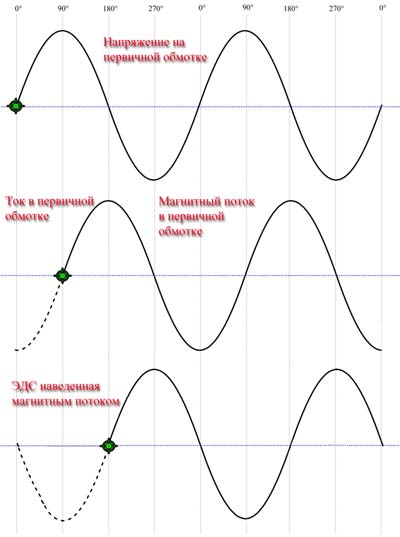 0° 90° 180° 270° 0° 90° 180° 270° 0°
Напряжение на
первичной обмотке
Ток в первичной
обмотке
Магнитный поток
в первичной
обмотке
ЭДС наведенная
магнитным потоком